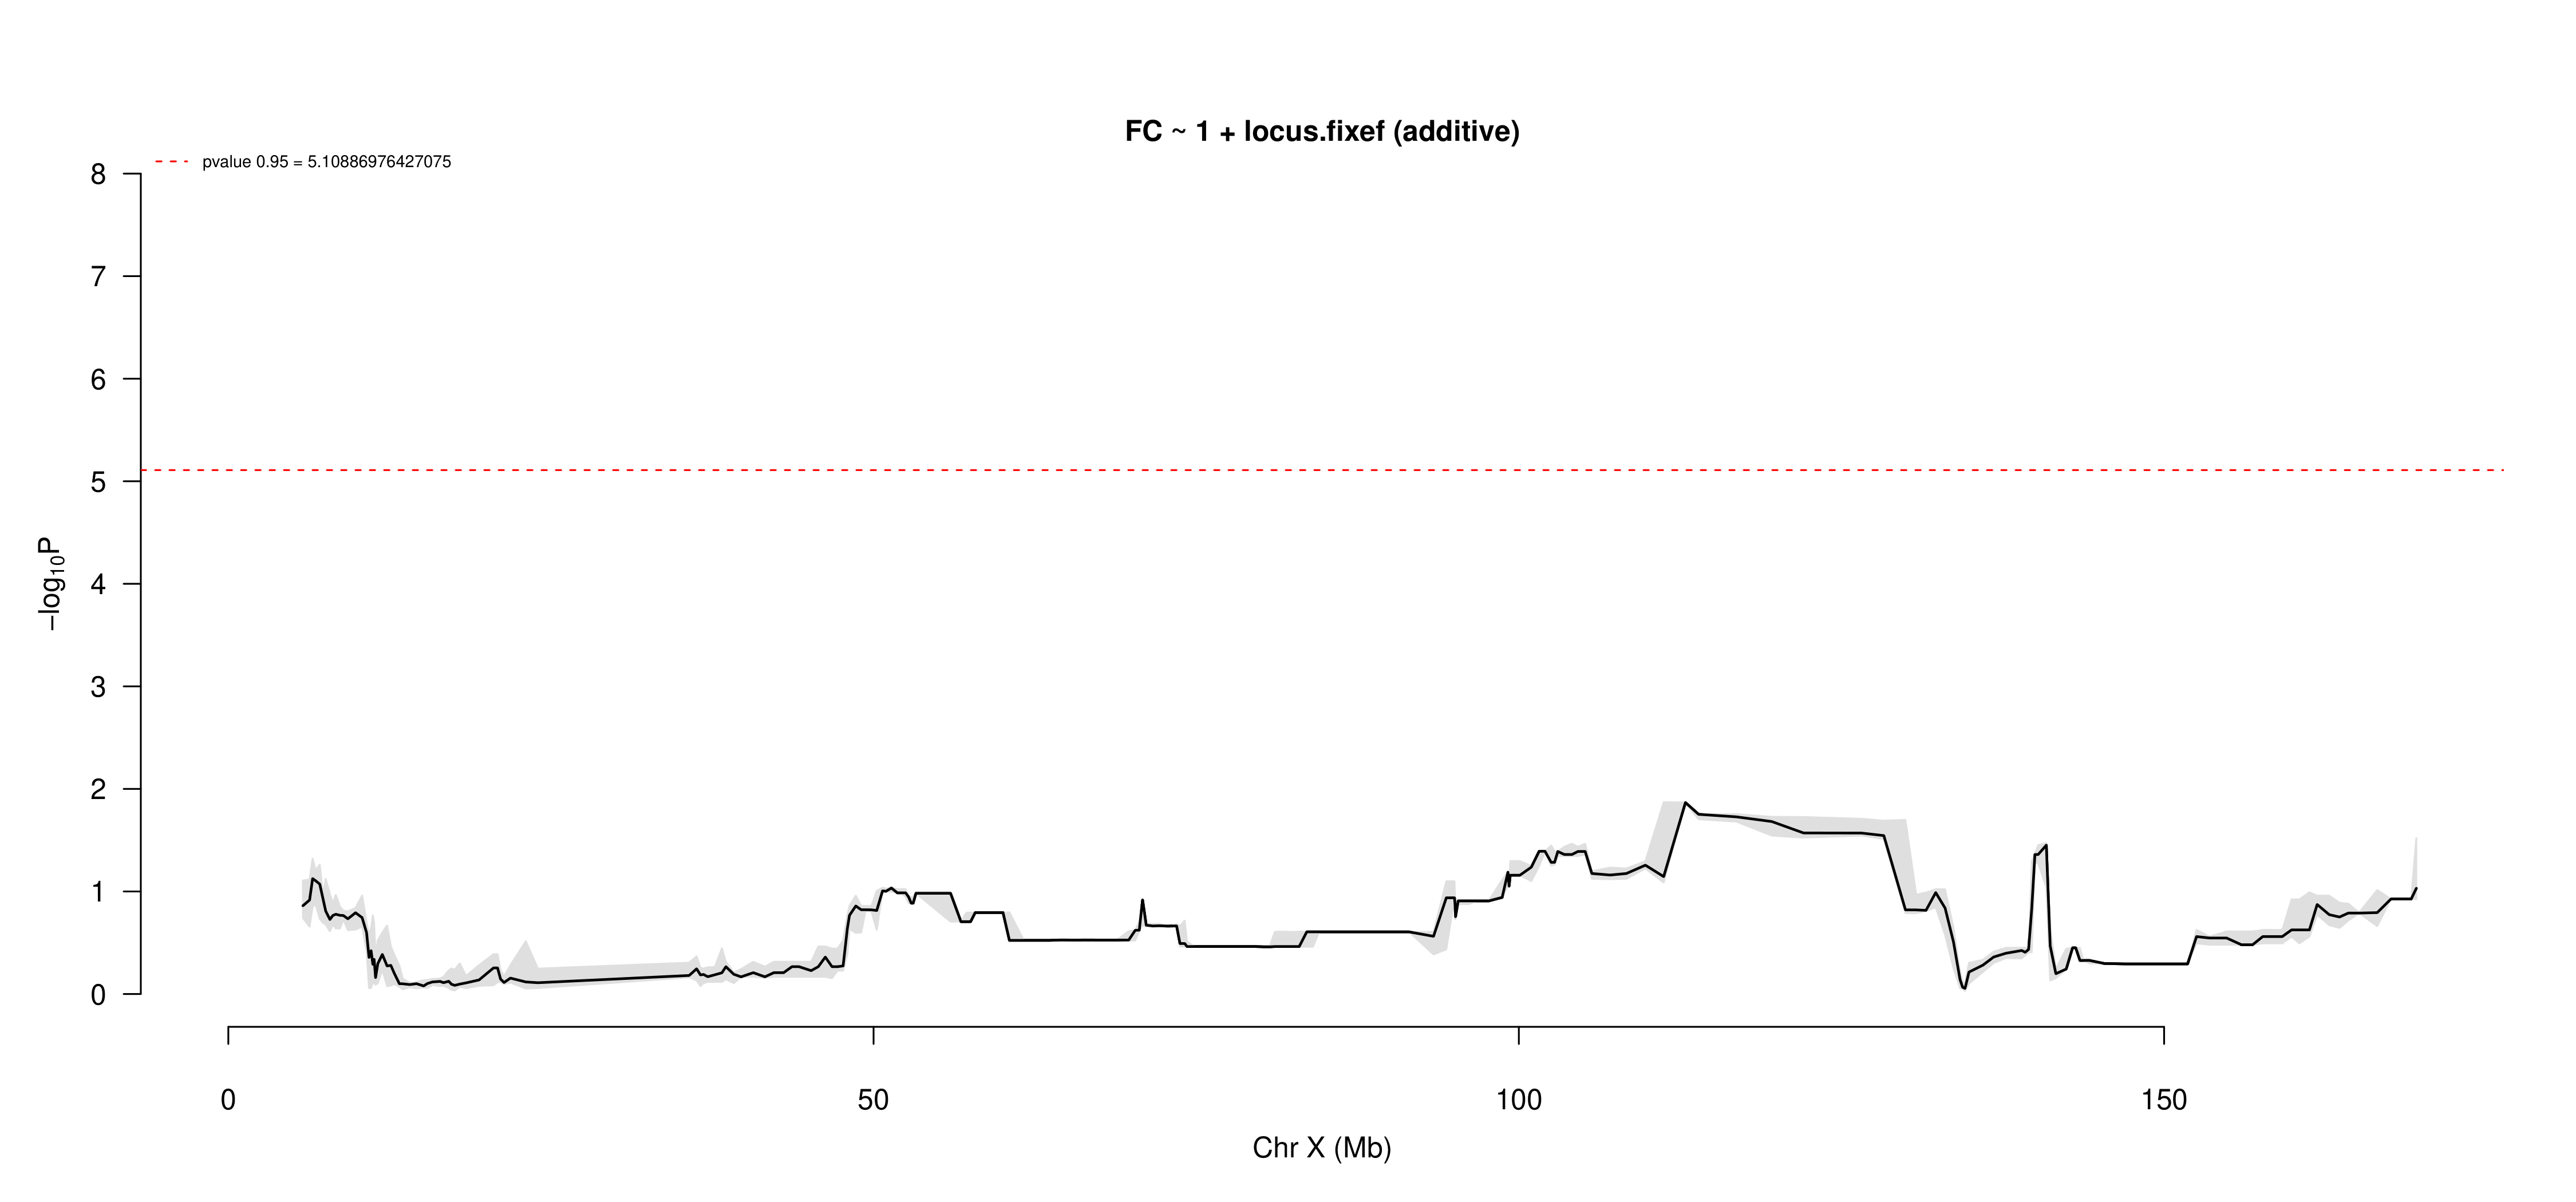 FC ~ 1 + locus.fixef (additive)
pvalue 0.95 = 5.10886976427075
8
7
6
5
4
3
2
1
0
−log10P
0 50 100 150
Chr X (Mb)